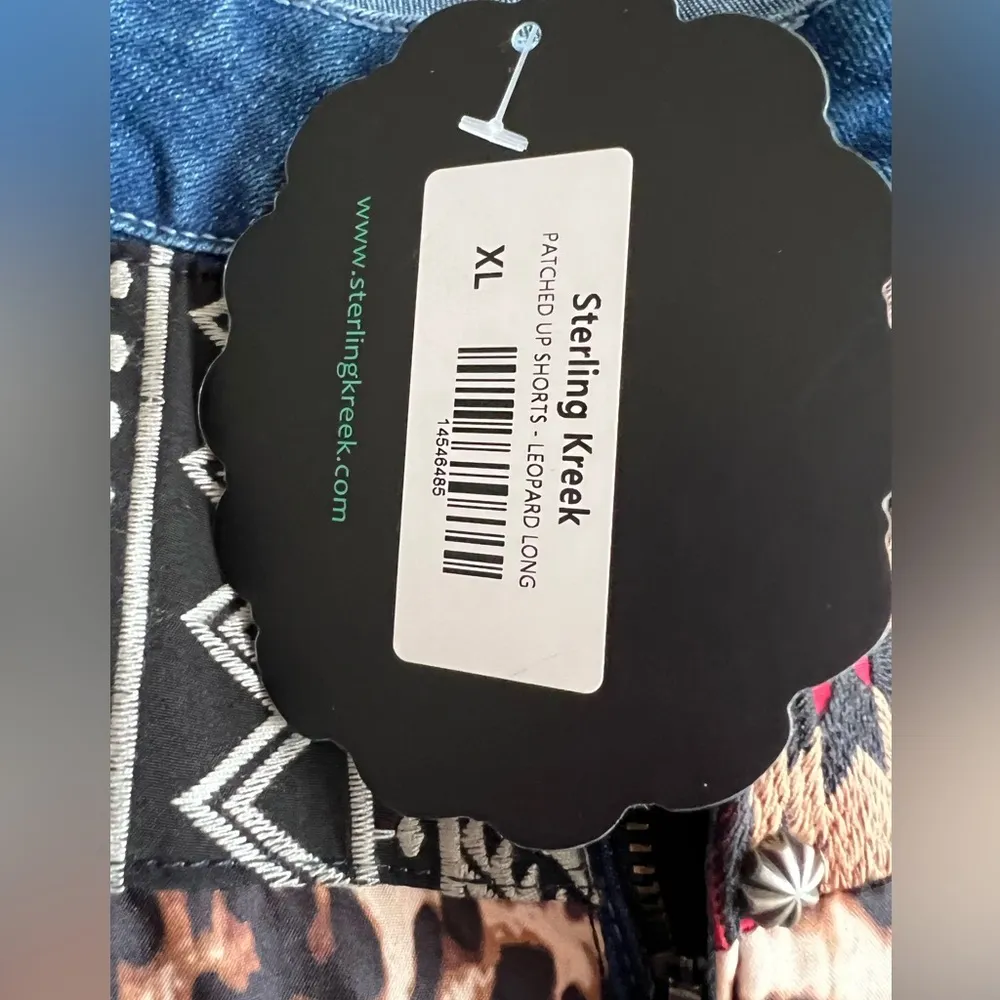 Sterling Kreek
PATCHED UP SHORTS - LEOPARD LONG
XL
14546485
www.sterlingkreek.com